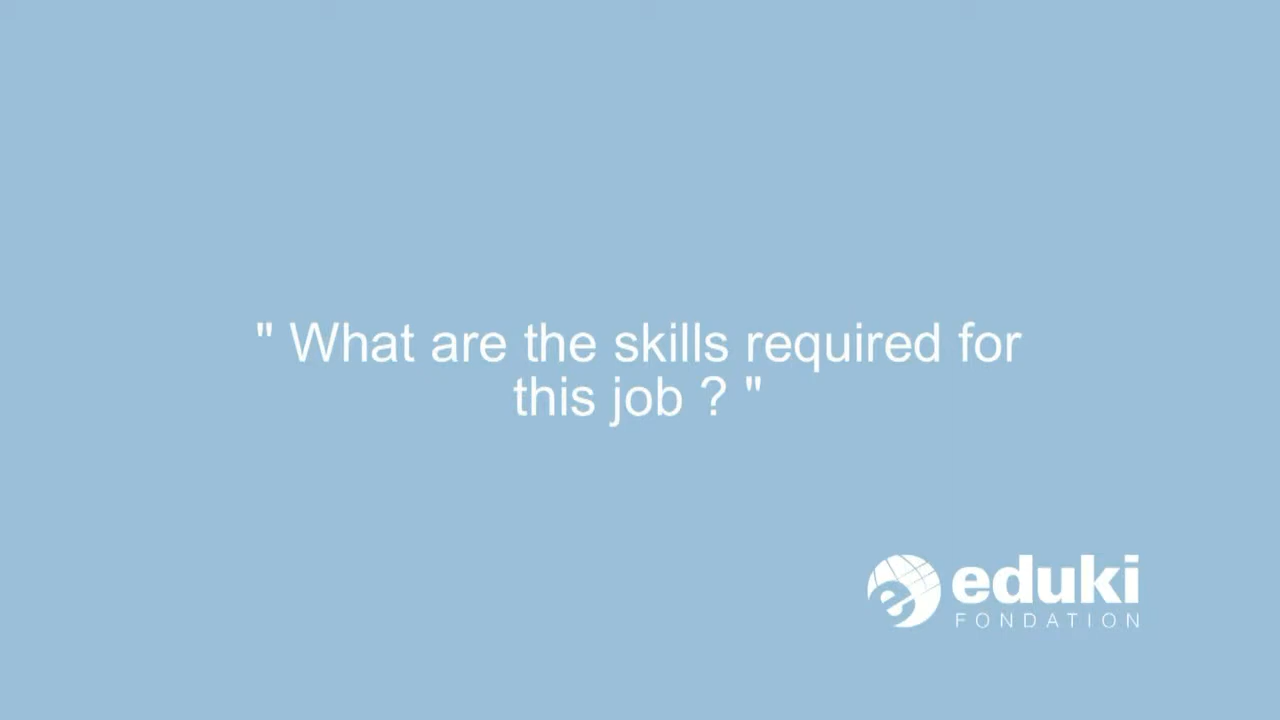 " What are the skills required for
this job ? "
eduki
FONDATION